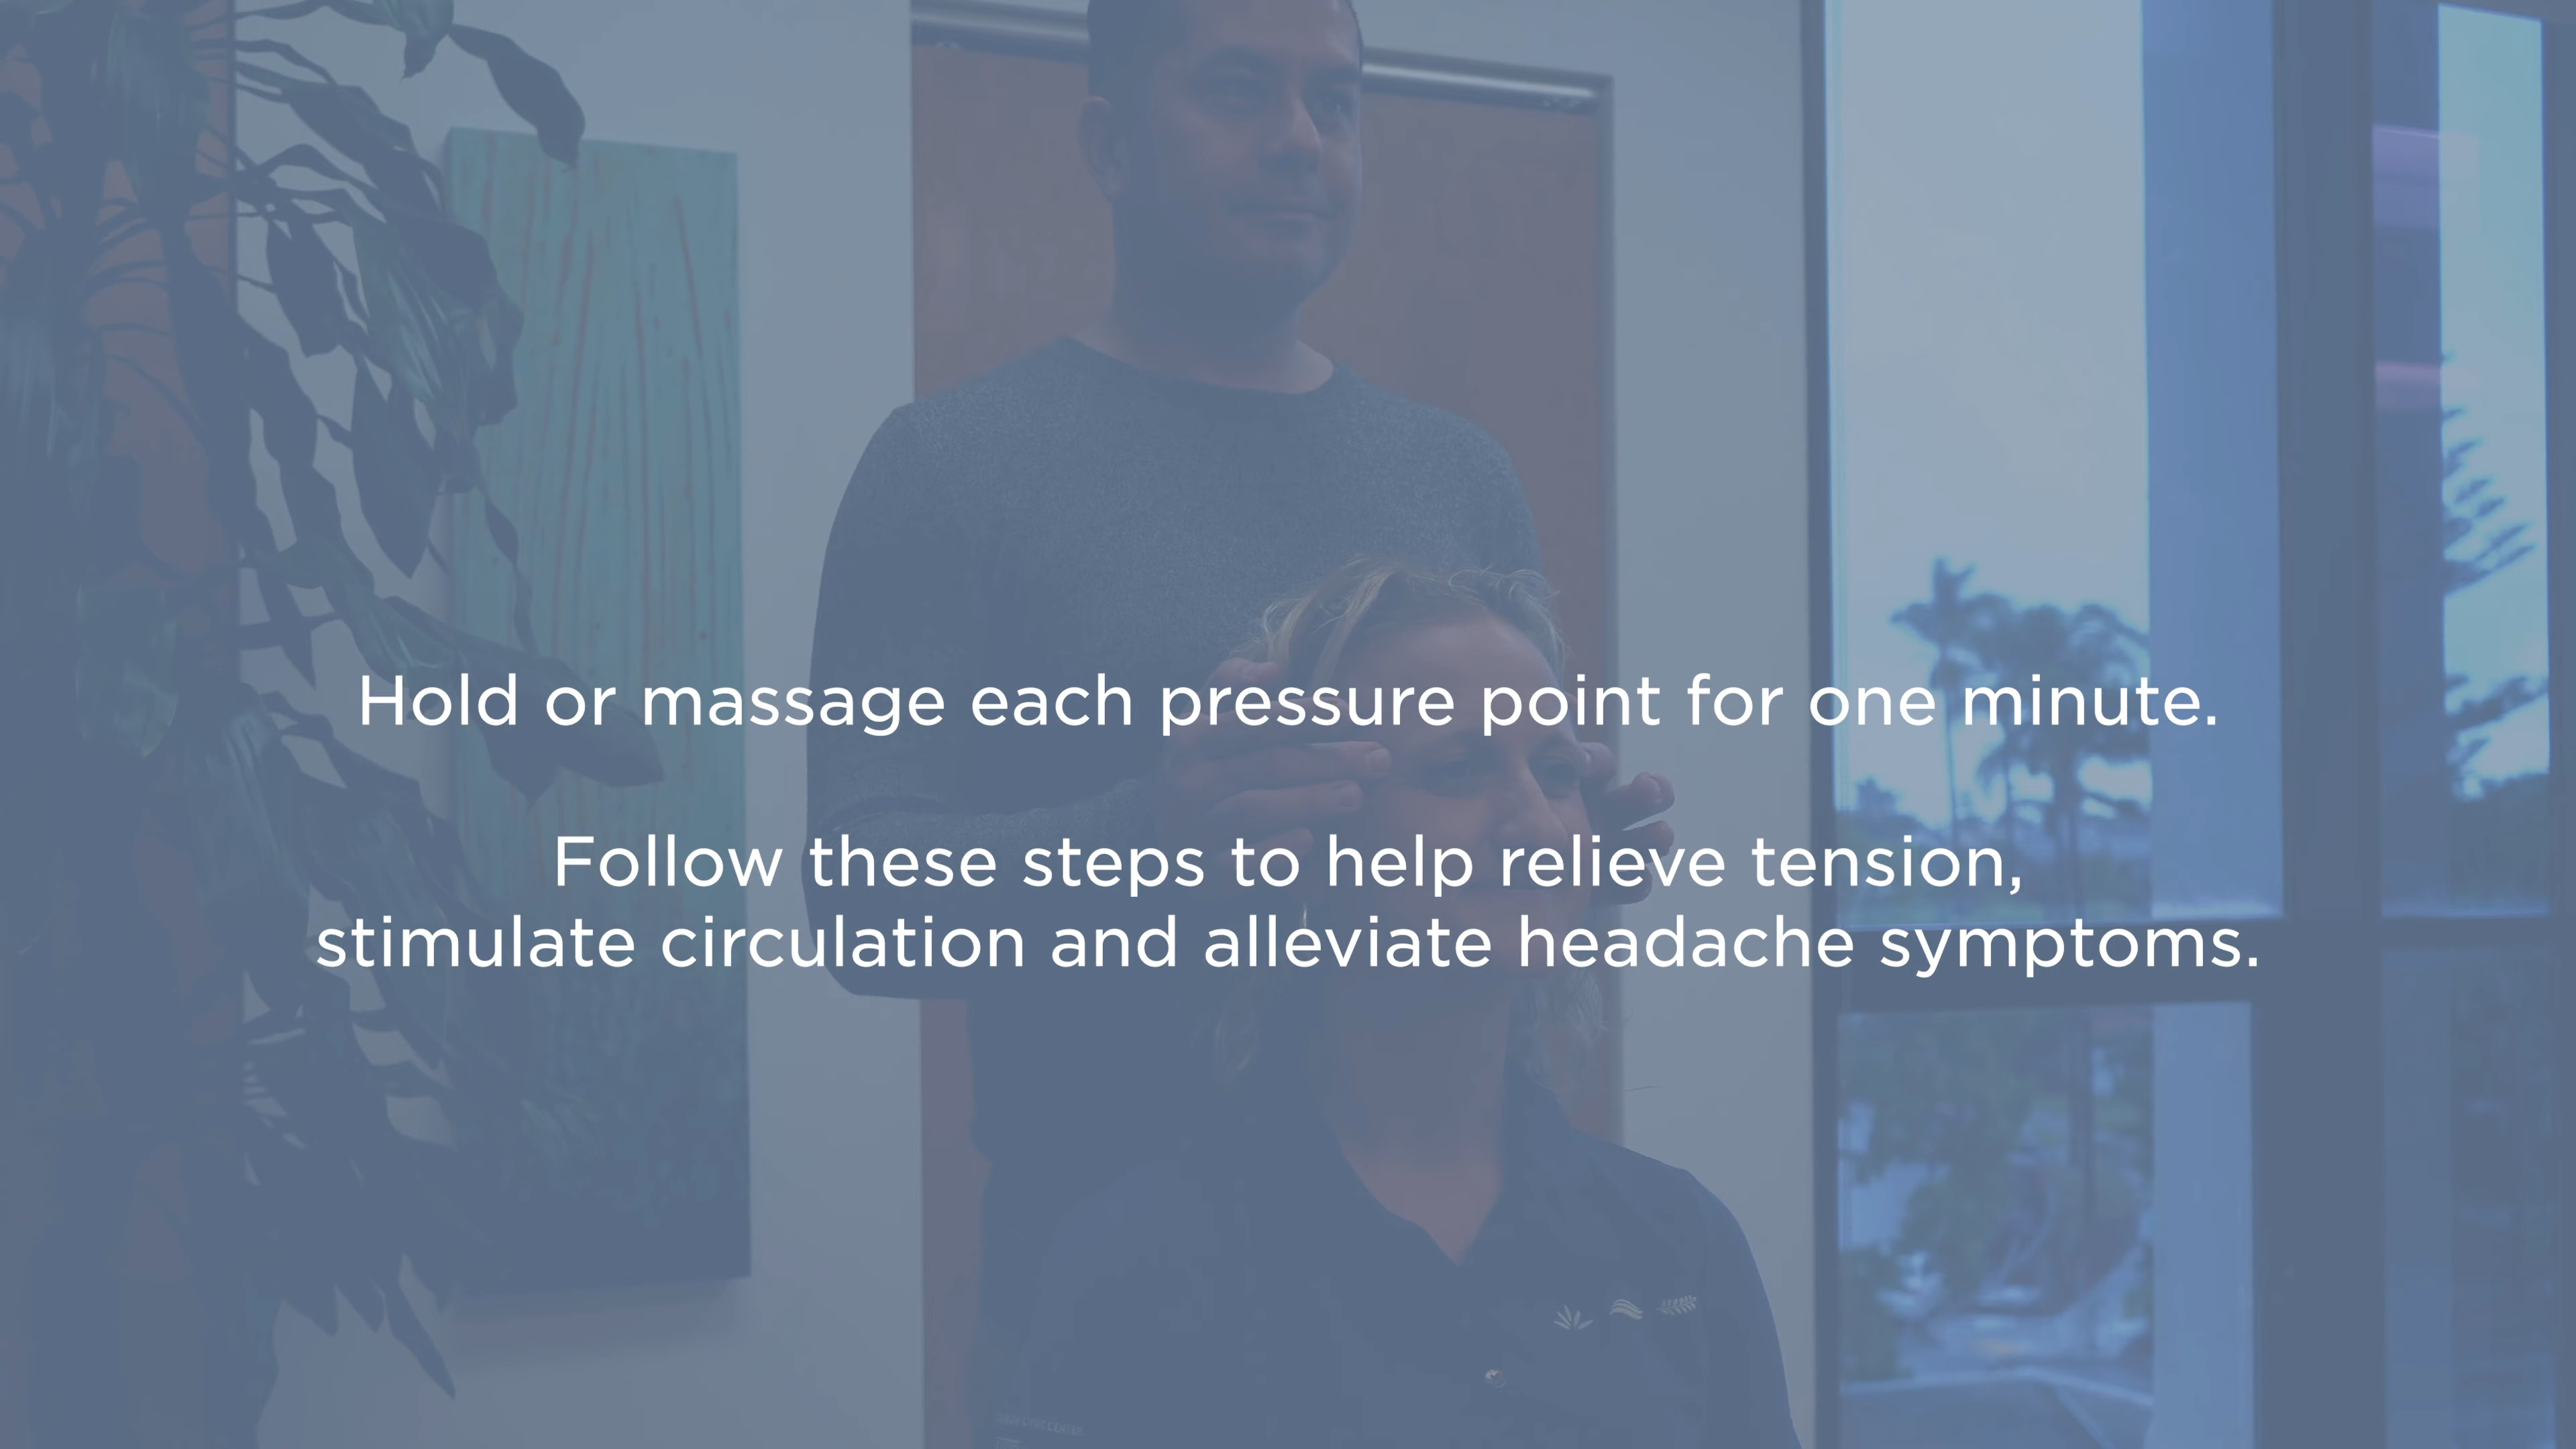 Hold or massage each pressure point for one minute.
Follow these steps to help relieve tension,
stimulate circulation and alleviate headache symptoms.